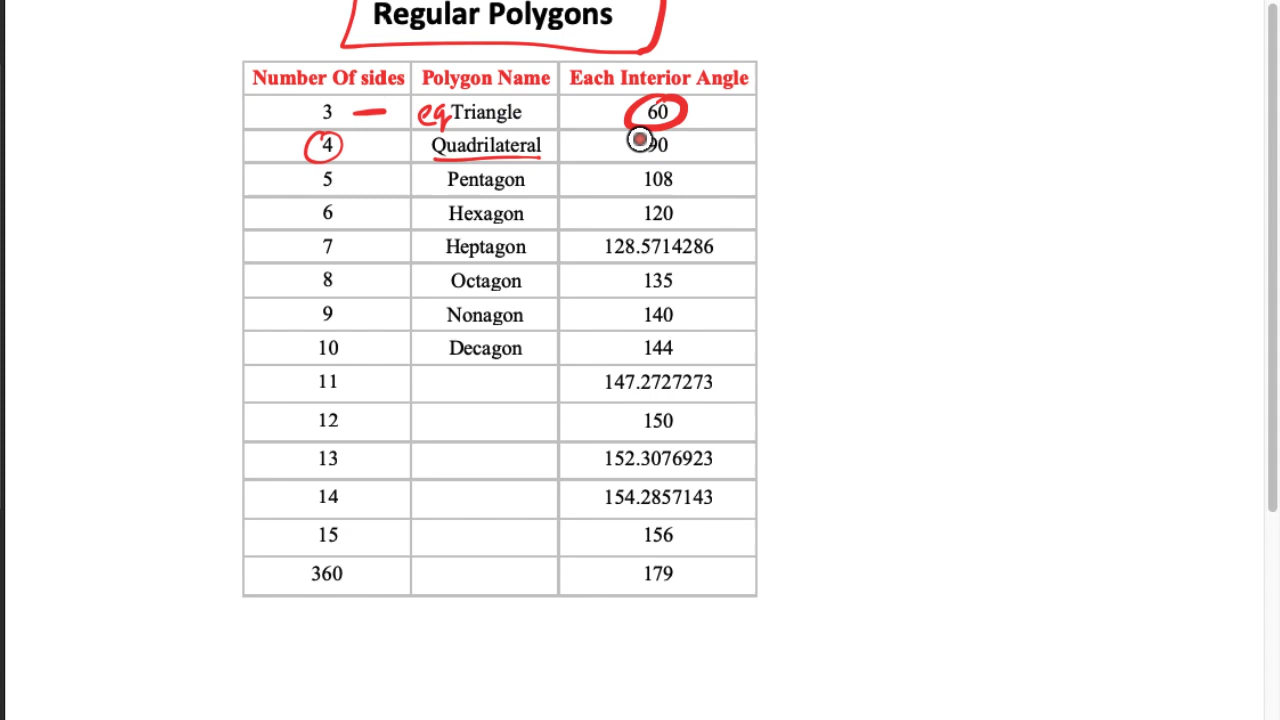 Regular Polygons
Number Of sides Polygon Name Each Interior Angle
3 eq Triangle 60
4 Quadrilateral 90
5 Pentagon 108
6 Hexagon 120
7 Heptagon 128.5714286
8 Octagon 135
9 Nonagon 140
10 Decagon 144
11 147.2727273
12 150
13 152.3076923
14 154.2857143
15 156
360 179